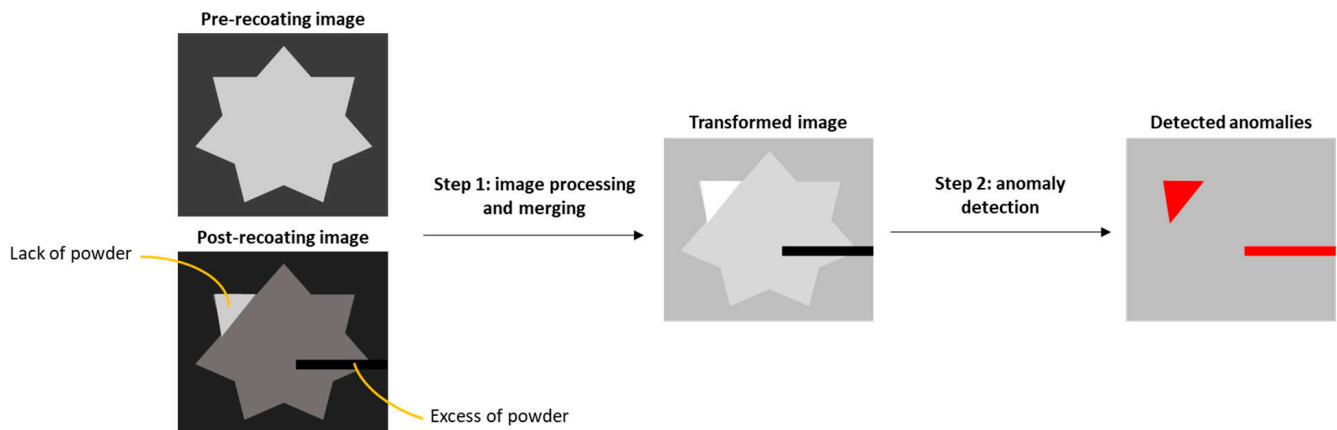 Pre-recoating image
Post-recoating image
Lack of powder
Excess of powder
Step 1: image processing
and merging
Transformed image
Step 2: anomaly
detection
Detected anomalies